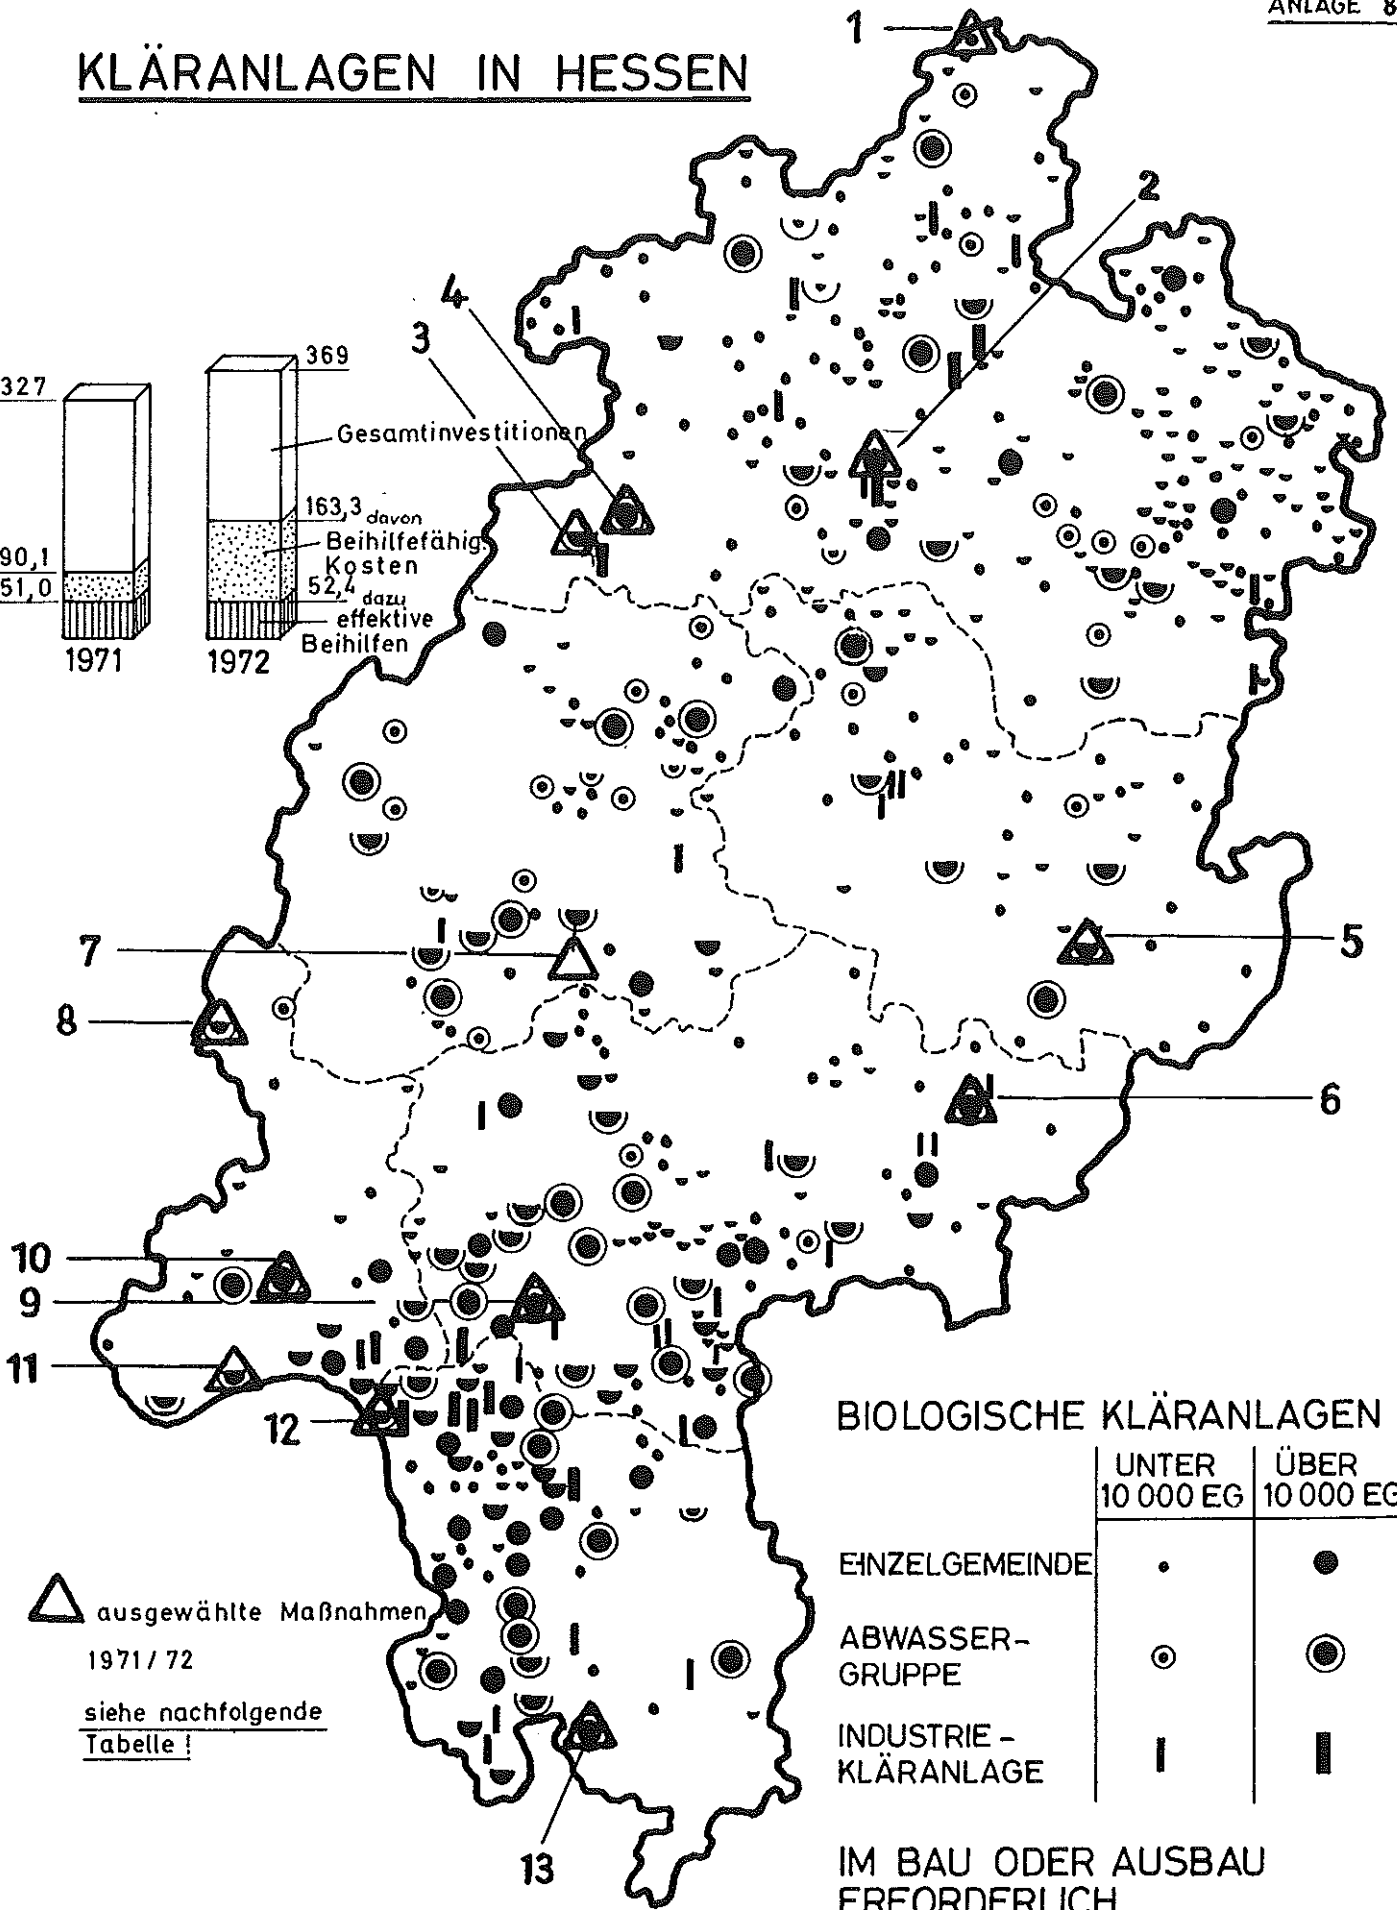 ANLAGE 8
KLÄRANLAGEN IN HESSEN
1
2
4
3
369
327
Gesamtinvestitionen
163,3 davon
Beihilfefähig.
Kosten
90,1
51,0
52,4 dazu
effektive
Beihilfen
1971
1972
7
5
8
6
10
9
11
12
13
BIOLOGISCHE KLÄRANLAGEN
UNTER
10 000 EG
ÜBER
10 000 EG
EINZELGEMEINDE
ABWASSER-
GRUPPE
INDUSTRIE-
KLÄRANLAGE
ausgewählte Maßnahmen
1971/72
siehe nachfolgende
Tabelle!
IM BAU ODER AUSBAU
ERFORDERLICH